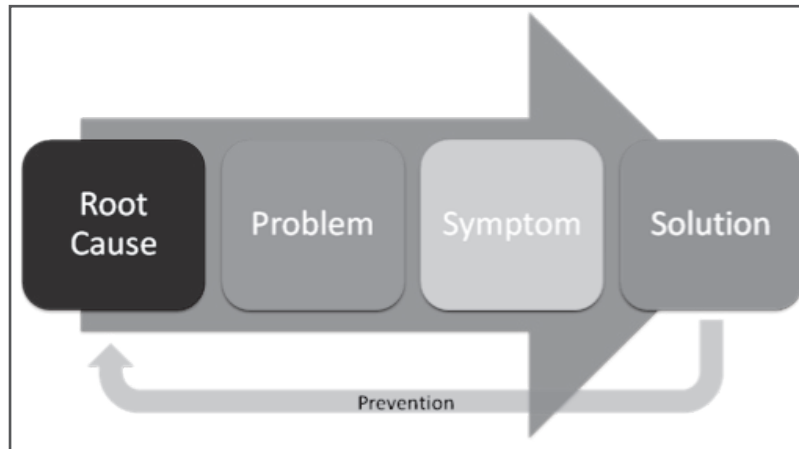 Root
Cause
Problem
Symptom
Solution
Prevention